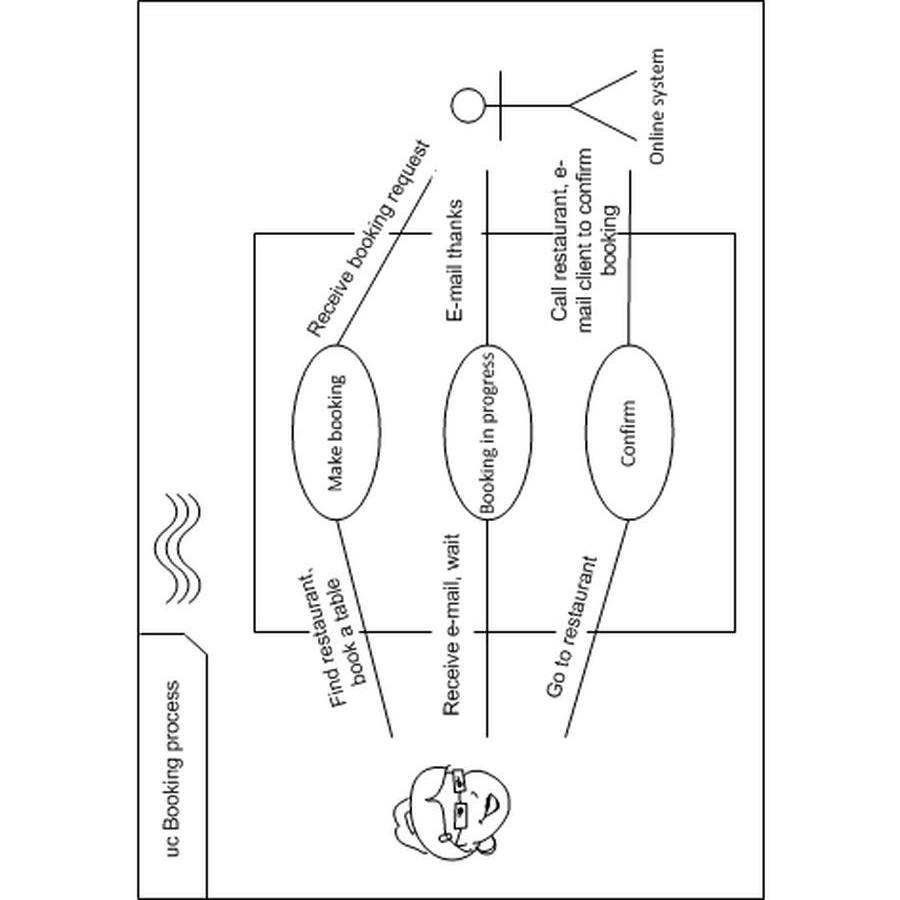 uc Booking process
Find restaurant,
book a table
Make booking
Receive booking request
Receive e-mail, wait
Booking in progress
E-mail thanks
Go to restaurant
Confirm
Call restaurant, e-
mail client to confirm
booking
Online system